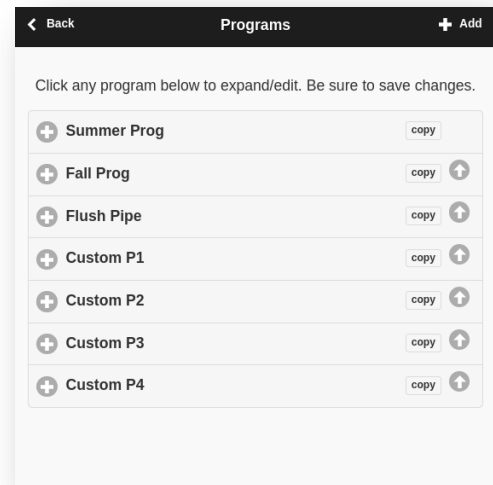 Back Programs Add
Click any program below to expand/edit. Be sure to save changes.
Summer Prog copy
Fall Prog copy
Flush Pipe copy
Custom P1 copy
Custom P2 copy
Custom P3 copy
Custom P4 copy